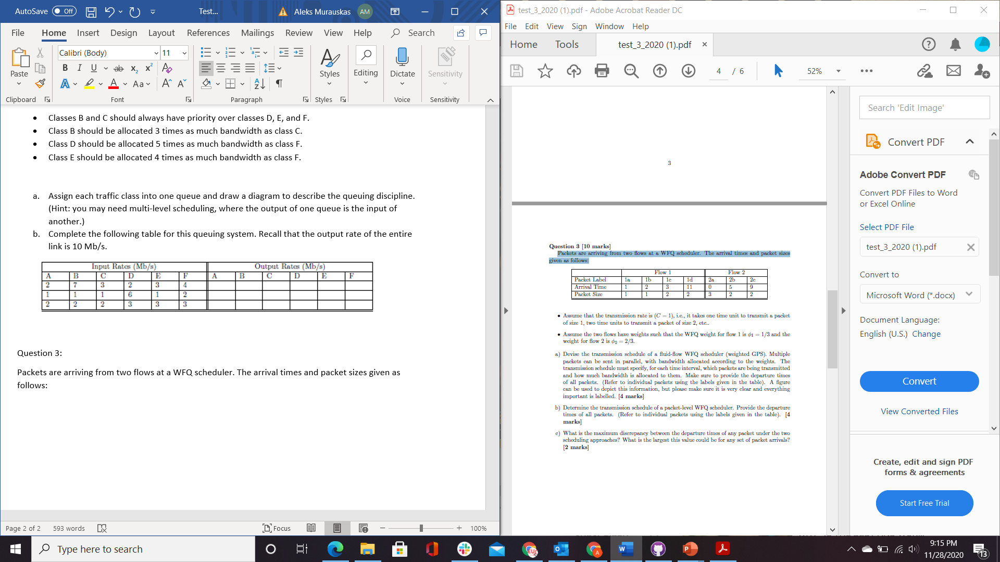 AutoSave Off Test... Aleks Murauskas AM
File Home Insert Design Layout References Mailings Review View Help Search
Calibri (Body) 11
Paste Styles Editing Dictate Sensitivity
Clipboard Font Paragraph Styles Voice Sensitivity
• Classes B and C should always have priority over classes D, E, and F.
• Class B should be allocated 3 times as much bandwidth as class C.
• Class D should be allocated 5 times as much bandwidth as class F.
• Class E should be allocated 4 times as much bandwidth as class F.
a. Assign each traffic class into one queue and draw a diagram to describe the queuing discipline.
(Hint: you may need multi-level scheduling, where the output of one queue is the input of
another.)
b. Complete the following table for this queuing system. Recall that the output rate of the entire
link is 10 Mb/s.
Input Rates (Mb/s) Output Rates (Mb/s)
A B C D E F A B C D E F
2 7 3 2 3 4
1 1 1 6 1 2
2 2 2 3 3 3
Question 3:
Packets are arriving from two flows at a WFQ scheduler. The arrival times and packet sizes given as
follows:
Page 2 of 2 593 words Focus 100%
test_3_2020 (1).pdf - Adobe Acrobat Reader DC
File Edit View Sign Window Help
Home Tools test_3_2020 (1).pdf ×
4 / 6 52%
3
Question 3 [10 marks]
Packets are arriving from two flows at a WFQ scheduler. The arrival times and packet sizes
given as follows:
Flow 1 Flow 2
Packet Label 1a 1b 1c 1d 2a 2b 2c
Arrival Time 1 2 3 11 0 5 9
Packet Size 1 1 2 2 3 2 2
• Assume that the transmission rate is (C = 1), i.e., it takes one time unit to transmit a packet
of size 1, two time units to transmit a packet of size 2, etc..
• Assume the two flows have weights such that the WFQ weight for flow 1 is ϕ1 = 1/3 and the
weight for flow 2 is ϕ2 = 2/3.
a) Devise the transmission schedule of a fluid-flow WFQ scheduler (weighted GPS). Multiple
packets can be sent in parallel, with bandwidth allocated according to the weights. The
transmission schedule must specify, for each time interval, which packets are being transmitted
and how much bandwidth is allocated to them. Make sure to provide the departure times
of all packets. (Refer to individual packets using the labels given in the table). A figure
can be used to depict this information, but please make sure it is very clear and everything
important is labelled. [4 marks]
b) Determine the transmission schedule of a packet-level WFQ scheduler. Provide the departure
times of all packets. (Refer to individual packets using the labels given in the table). [4
marks]
c) What is the maximum discrepancy between the departure times of any packet under the two
scheduling approaches? What is the largest this value could be for any set of packet arrivals?
[2 marks]
Search 'Edit Image'
Convert PDF
Adobe Convert PDF
Convert PDF Files to Word
or Excel Online
Select PDF File
test_3_2020 (1).pdf
Convert to
Microsoft Word (*.docx)
Document Language:
English (U.S.) Change
Convert
View Converted Files
Create, edit and sign PDF
forms & agreements
Start Free Trial
Type here to search
9:15 PM
11/28/2020
13